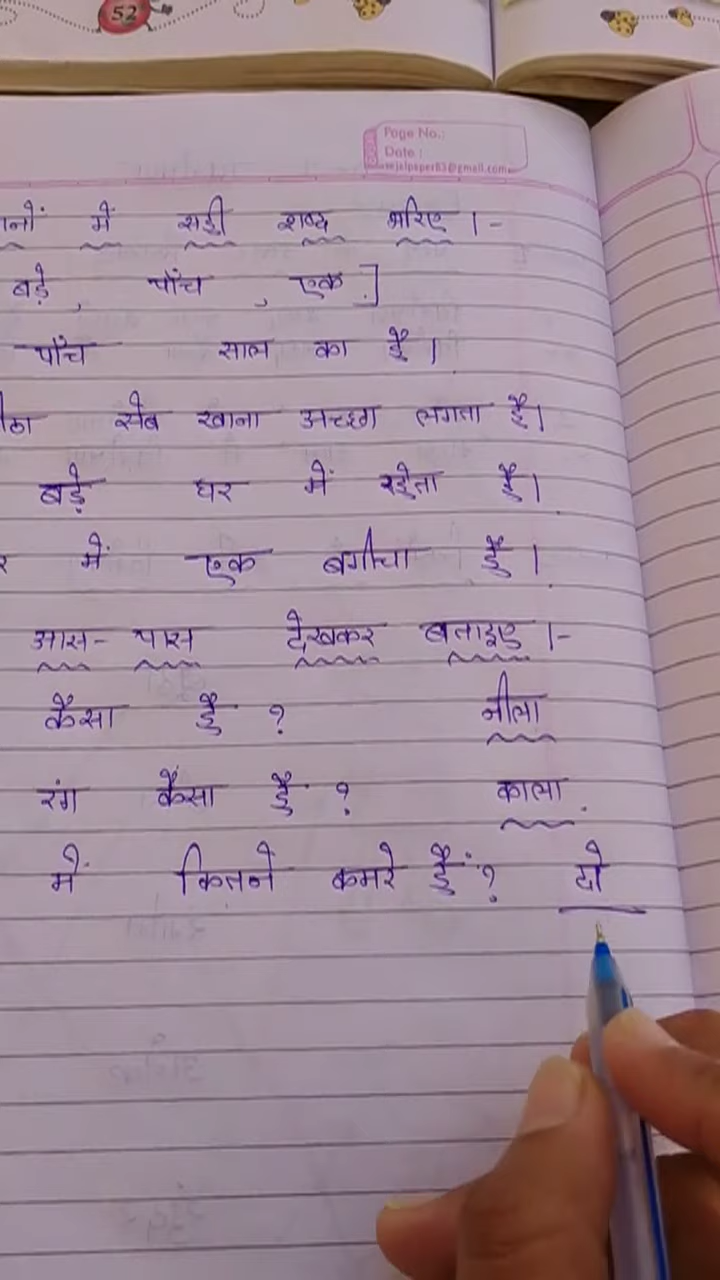 52
Page No.:
Date :
में सही शब्द भरिए ।-
बड़े , पाँच , एक ]
पाँच साल का है ।
सेब खाना अच्छा लगता है।
बड़े घर में रहता है।
में एक बगीचा है ।
आस-पास देखकर बताइए ।-
कैसा है ? नीला
रंग कैसा है ? काला
में कितने कमरे हैं ? दो